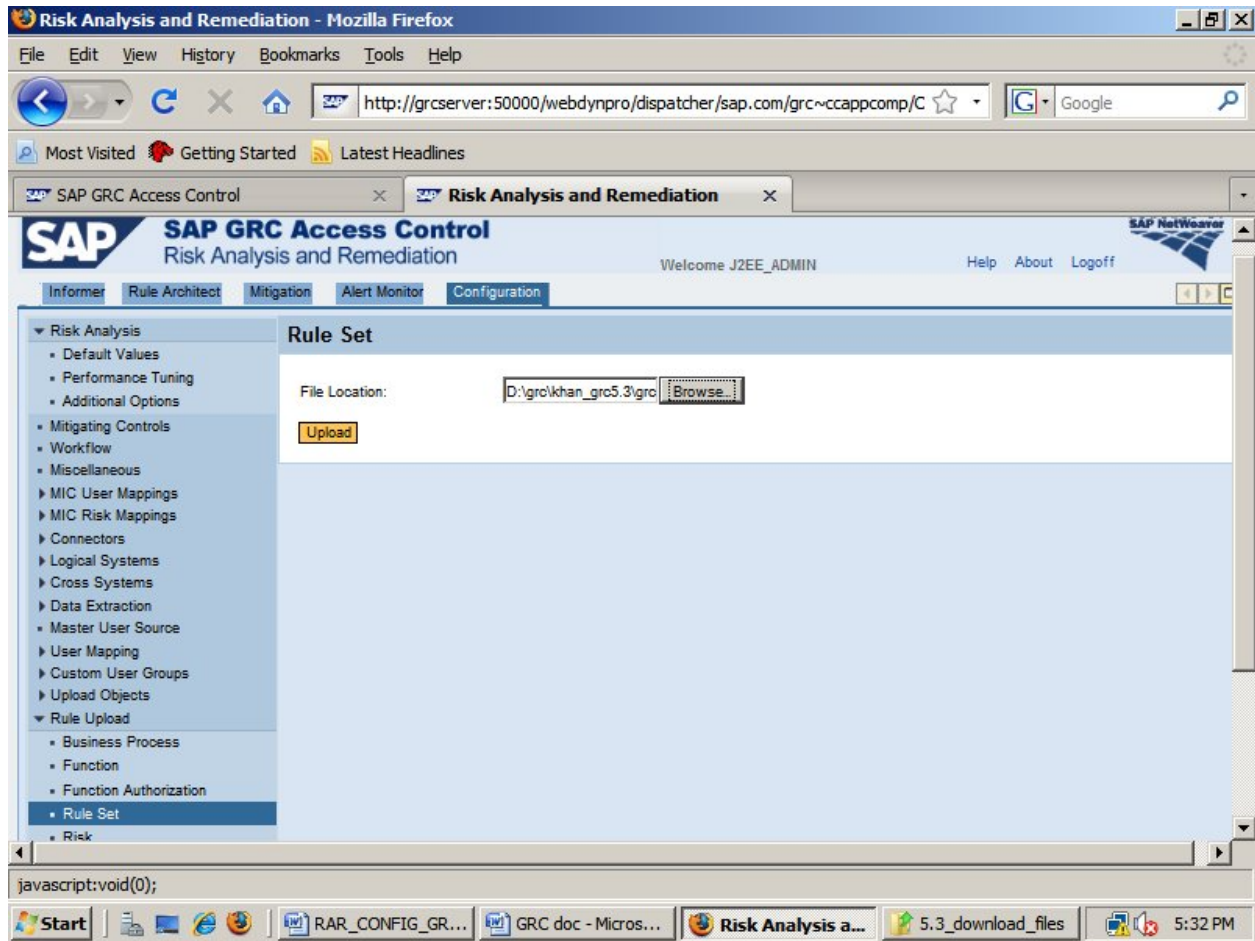 Risk Analysis and Remediation - Mozilla Firefox
File Edit View History Bookmarks Tools Help
SAP http://grcserver:50000/webdynpro/dispatcher/sap.com/grc~ccappcomp/C G Google
Most Visited Getting Started Latest Headlines
SAP SAP GRC Access Control SAP Risk Analysis and Remediation
SAP SAP GRC Access Control SAP NetWeaver
Risk Analysis and Remediation Welcome J2EE_ADMIN Help About Logoff
Informer Rule Architect Mitigation Alert Monitor Configuration
Risk Analysis
Default Values
Performance Tuning
Additional Options
Mitigating Controls
Workflow
Miscellaneous
MIC User Mappings
MIC Risk Mappings
Connectors
Logical Systems
Cross Systems
Data Extraction
Master User Source
User Mapping
Custom User Groups
Upload Objects
Rule Upload
Business Process
Function
Function Authorization
Rule Set
Risk
Rule Set
File Location: D:\grc\khan_grc5.3\grc Browse...
Upload
javascript:void(0);
Start RAR_CONFIG_GR... GRC doc - Micros... Risk Analysis a... 5.3_download_files 5:32 PM